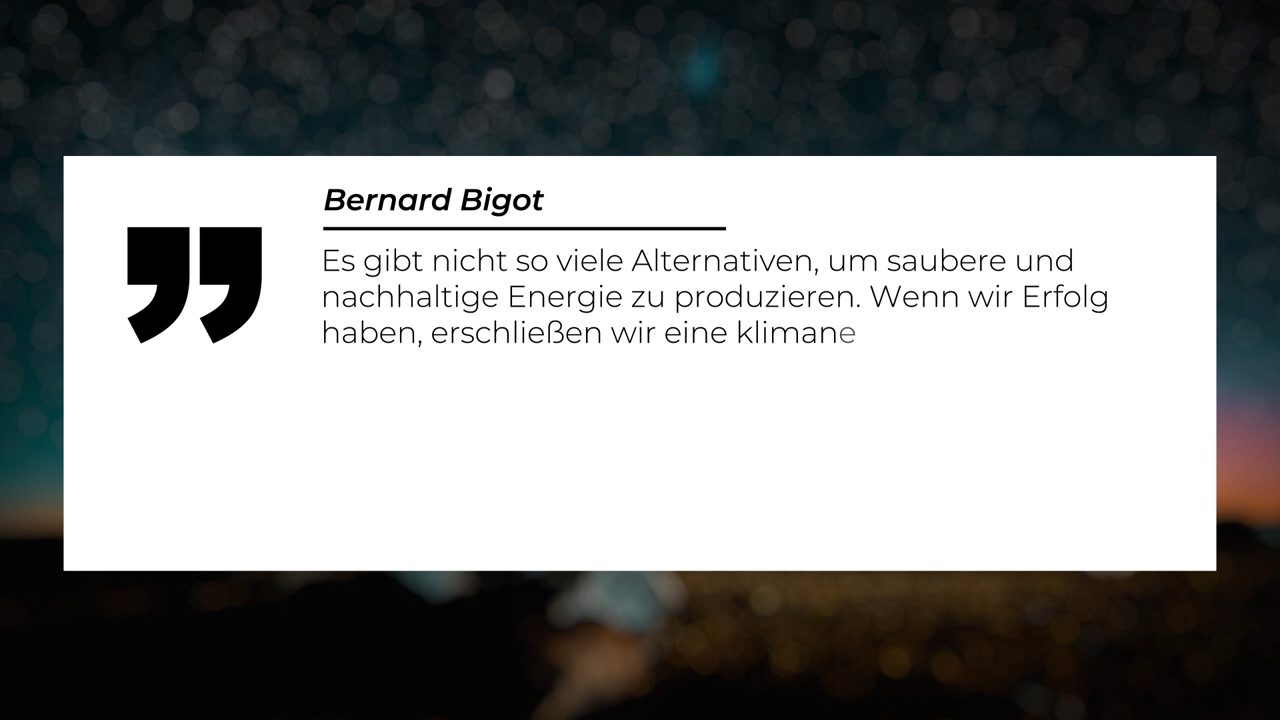 Bernard Bigot
Es gibt nicht so viele Alternativen, um saubere und
nachhaltige Energie zu produzieren. Wenn wir Erfolg
haben, erschließen wir eine klimane